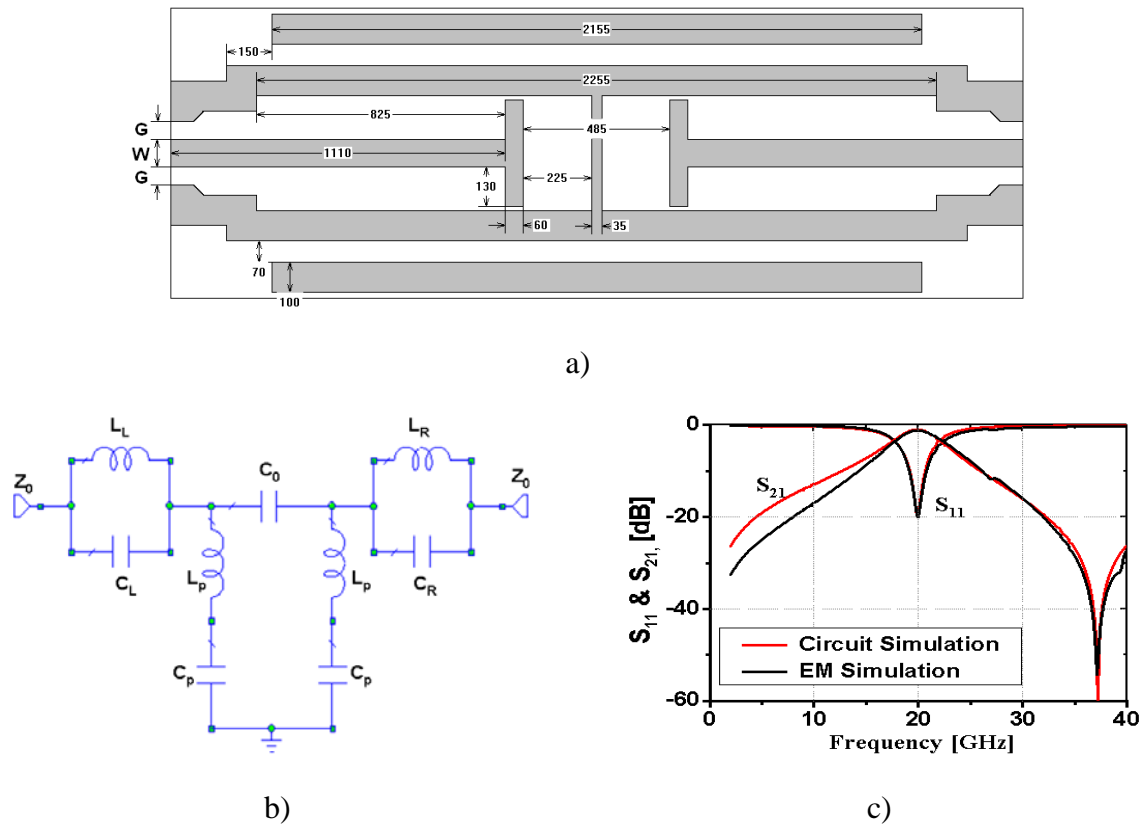 2155
150
2255
825
G
485
W
1110
G
130
225
60
35
70
100
a)
L_L
L_R
Z_0
C_0
Z_0
C_L
L_p
L_p
C_R
C_p
C_p
b)
S_11 & S_21, [dB]
0
-20
-40
-60
S_21
S_11
Circuit Simulation
EM Simulation
0
10
20
30
40
Frequency [GHz]
c)